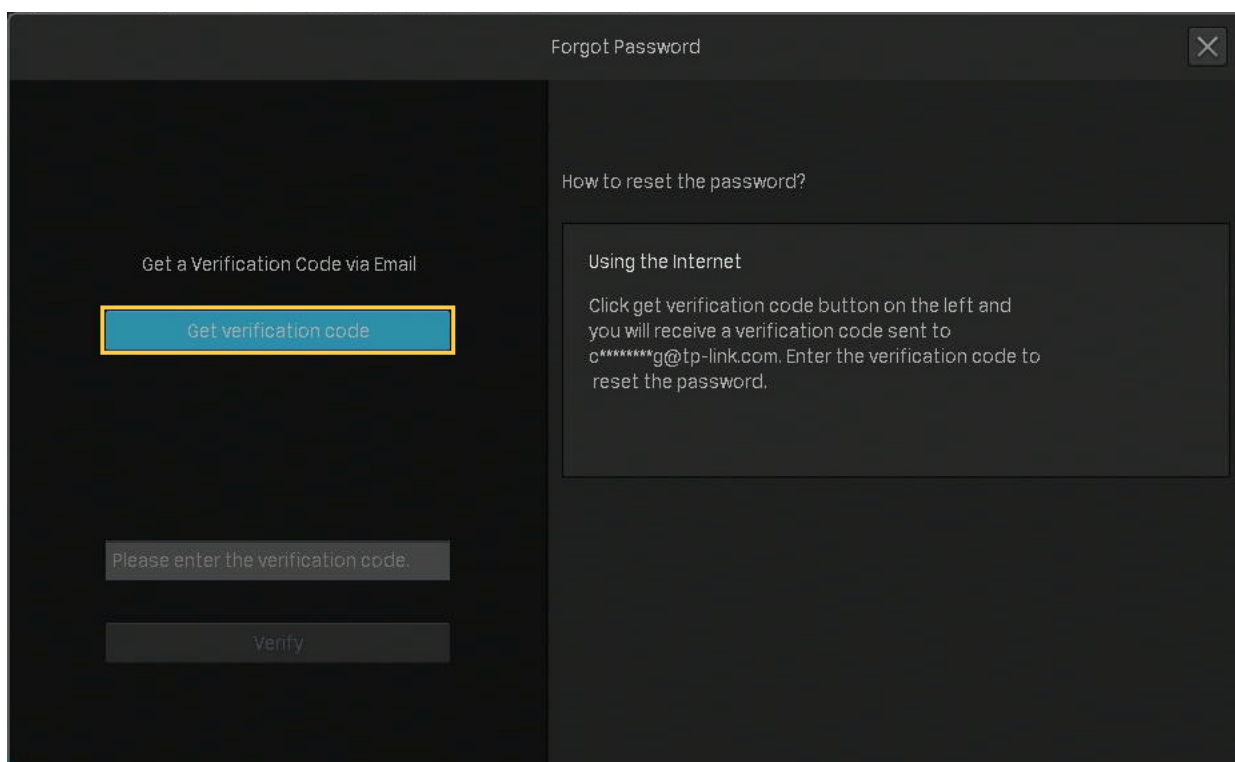 Forgot Password
Get a Verification Code via Email
Get verification code
Please enter the verification code.
Verify
How to reset the password?
Using the Internet
Click get verification code button on the left and
you will receive a verification code sent to
c********g@tp-link.com. Enter the verification code to
reset the password.